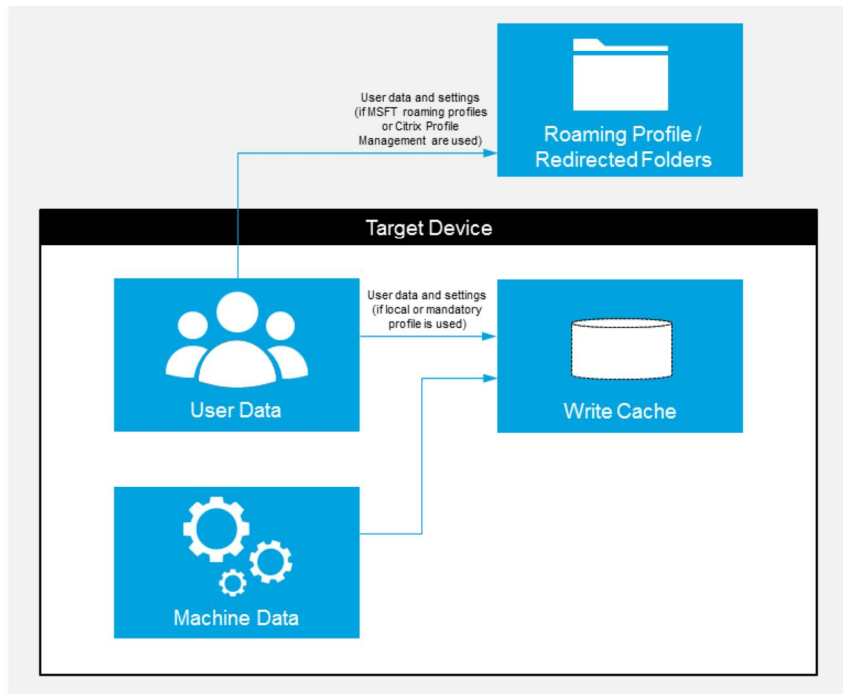 User data and settings
(if MSFT roaming profiles
or Citrix Profile
Management are used)
Roaming Profile /
Redirected Folders
Target Device
User data and settings
(if local or mandatory
profile is used)
User Data
Write Cache
Machine Data